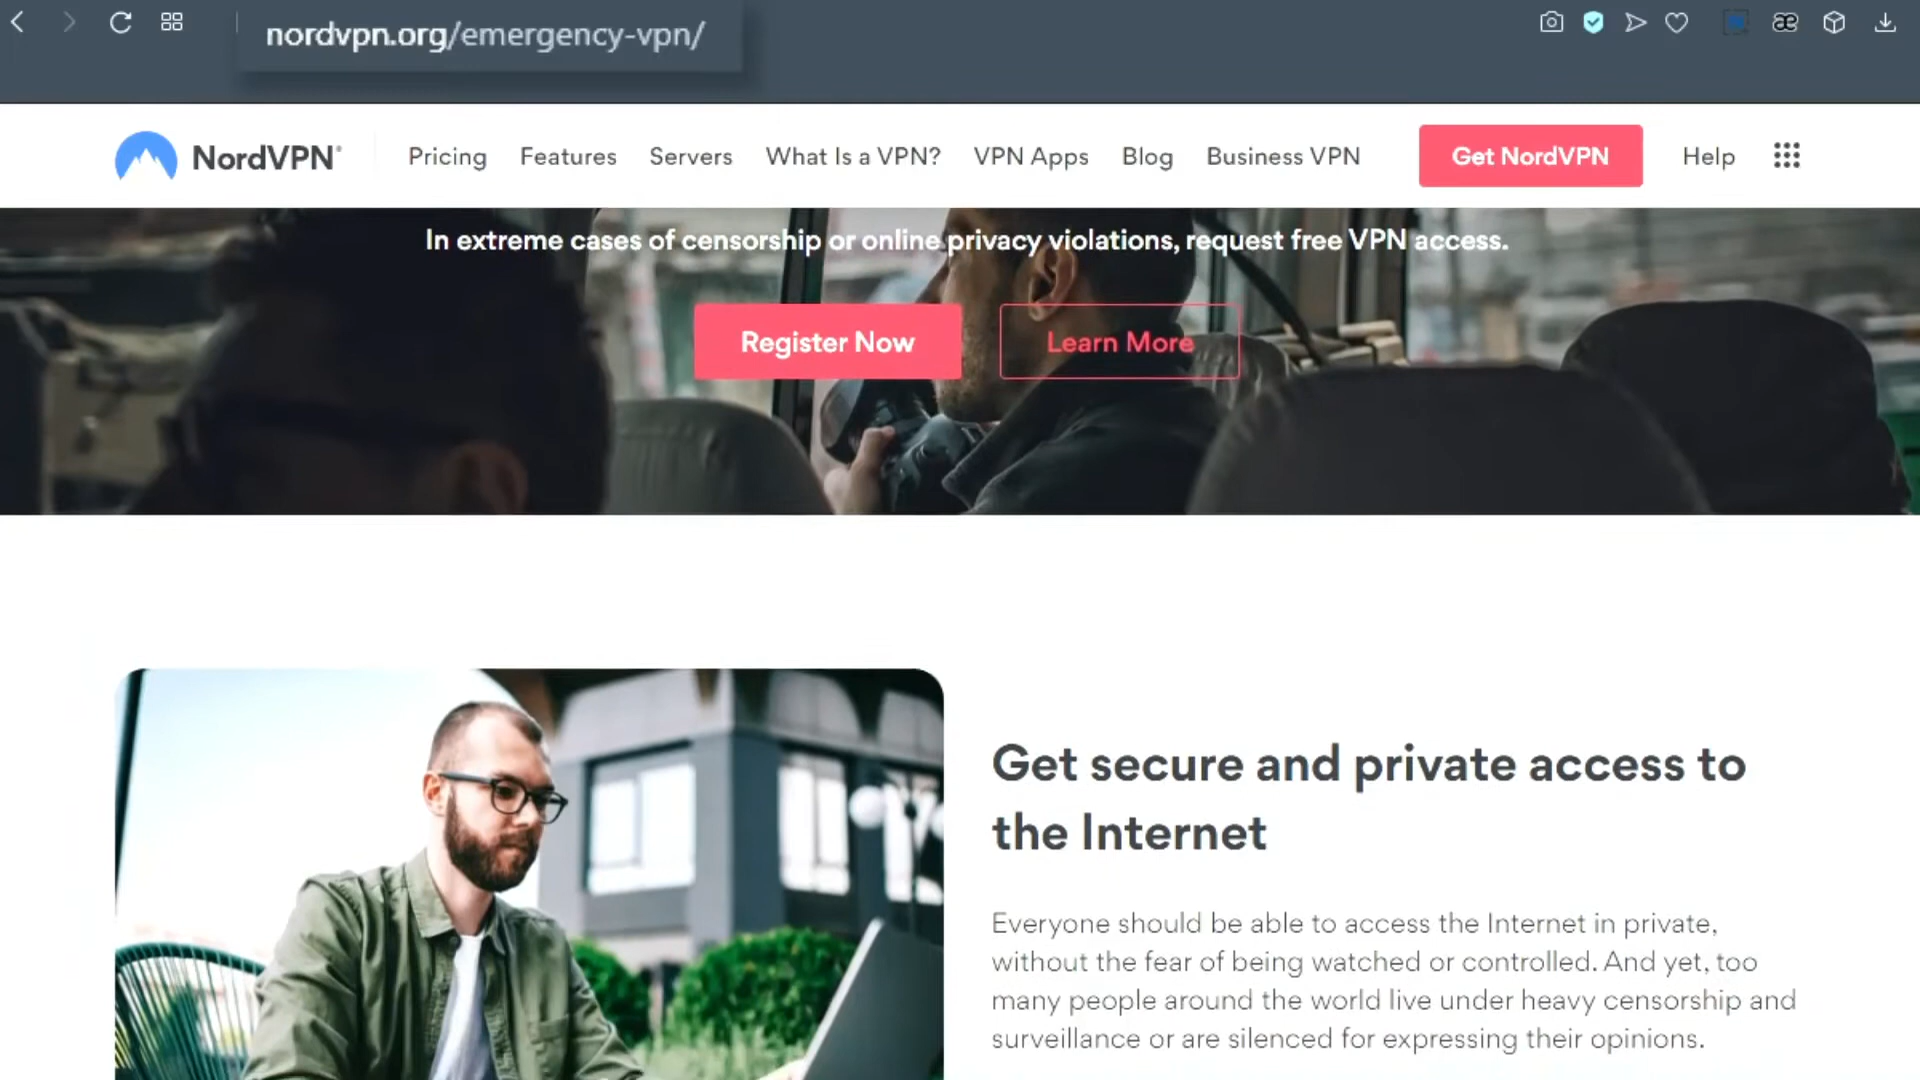 nordvpn.org/emergency-vpn/
NordVPN®
Pricing
Features
Servers
What Is a VPN?
VPN Apps
Blog
Business VPN
Get NordVPN
Help
In extreme cases of censorship or online privacy violations, request free VPN access.
Register Now
Learn More
Get secure and private access to
the Internet
Everyone should be able to access the Internet in private,
without the fear of being watched or controlled. And yet, too
many people around the world live under heavy censorship and
surveillance or are silenced for expressing their opinions.